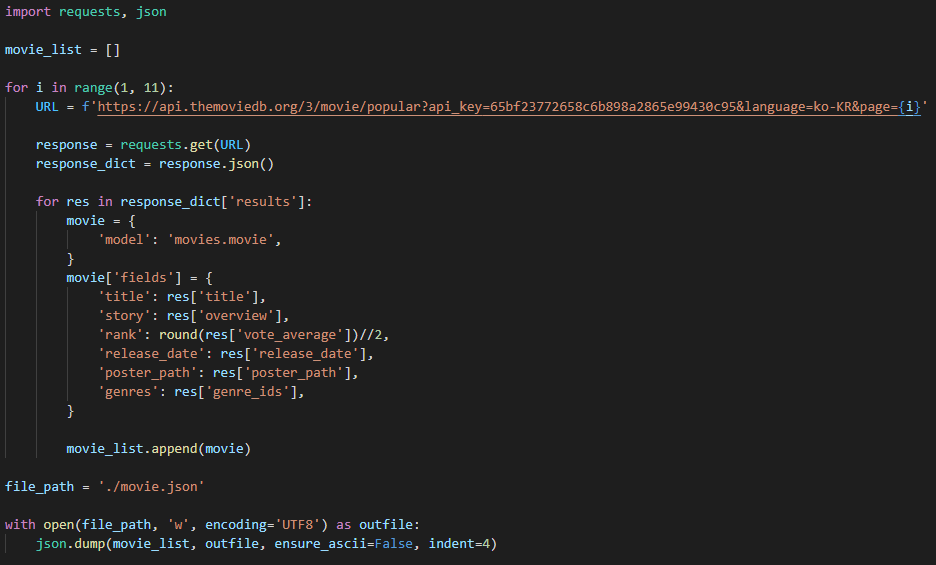 import requests, json
movie_list = []
for i in range(1, 11):
URL = f'https://api.themoviedb.org/3/movie/popular?api_key=65bf23772658c6b898a2865e99430c95&language=ko-KR&page={i}'
response = requests.get(URL)
response_dict = response.json()
for res in response_dict['results']:
movie = {
'model': 'movies.movie',
}
movie['fields'] = {
'title': res['title'],
'story': res['overview'],
'rank': round(res['vote_average'])//2,
'release_date': res['release_date'],
'poster_path': res['poster_path'],
'genres': res['genre_ids'],
}
movie_list.append(movie)
file_path = './movie.json'
with open(file_path, 'w', encoding='UTF8') as outfile:
json.dump(movie_list, outfile, ensure_ascii=False, indent=4)